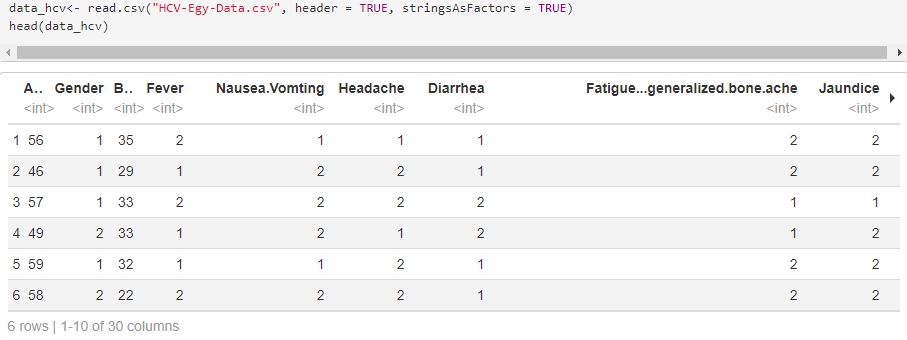 data_hcv<- read.csv("HCV-Egy-Data.csv", header = TRUE, stringsAsFactors = TRUE)
head(data_hcv)
A.. Gender B.. Fever Nausea.Vomting Headache Diarrhea Fatigue...generalized.bone.ache Jaundice
<int> <int> <int> <int> <int> <int> <int> <int> <int>
1 56 1 35 2 1 1 1 2 2
2 46 1 29 1 2 2 1 2 2
3 57 1 33 2 2 2 2 1 1
4 49 2 33 1 2 1 2 1 2
5 59 1 32 1 1 2 1 2 2
6 58 2 22 2 2 2 1 2 2
6 rows | 1-10 of 30 columns